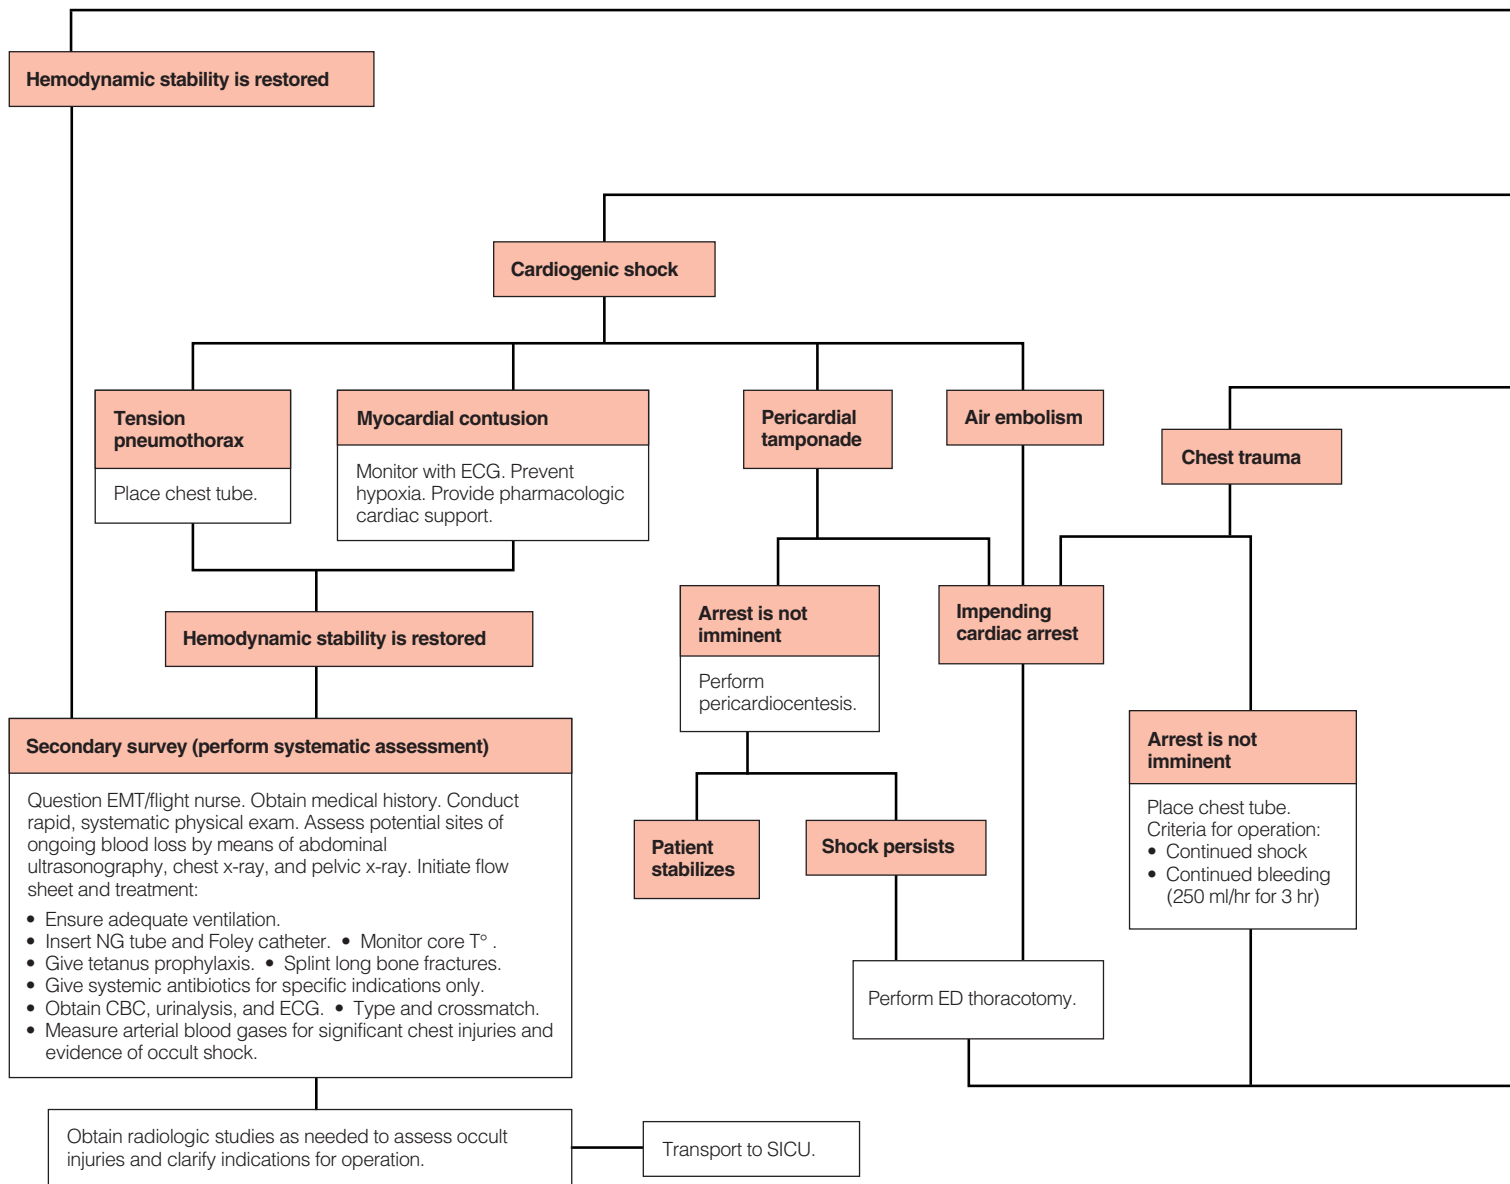 Hemodynamic stability is restored
Cardiogenic shock
Tension
pneumothorax
Place chest tube.
Myocardial contusion
Monitor with ECG. Prevent
hypoxia. Provide pharmacologic
cardiac support.
Pericardial
tamponade
Air embolism
Chest trauma
Hemodynamic stability is restored
Arrest is not
imminent
Perform
pericardiocentesis.
Impending
cardiac arrest
Secondary survey (perform systematic assessment)
Question EMT/flight nurse. Obtain medical history. Conduct
rapid, systematic physical exam. Assess potential sites of
ongoing blood loss by means of abdominal
ultrasonography, chest x-ray, and pelvic x-ray. Initiate flow
sheet and treatment:
• Ensure adequate ventilation.
• Insert NG tube and Foley catheter. • Monitor core T° .
• Give tetanus prophylaxis. • Splint long bone fractures.
• Give systemic antibiotics for specific indications only.
• Obtain CBC, urinalysis, and ECG. • Type and crossmatch.
• Measure arterial blood gases for significant chest injuries and
evidence of occult shock.
Patient
stabilizes
Shock persists
Arrest is not
imminent
Place chest tube.
Criteria for operation:
• Continued shock
• Continued bleeding
(250 ml/hr for 3 hr)
Perform ED thoracotomy.
Obtain radiologic studies as needed to assess occult
injuries and clarify indications for operation.
Transport to SICU.